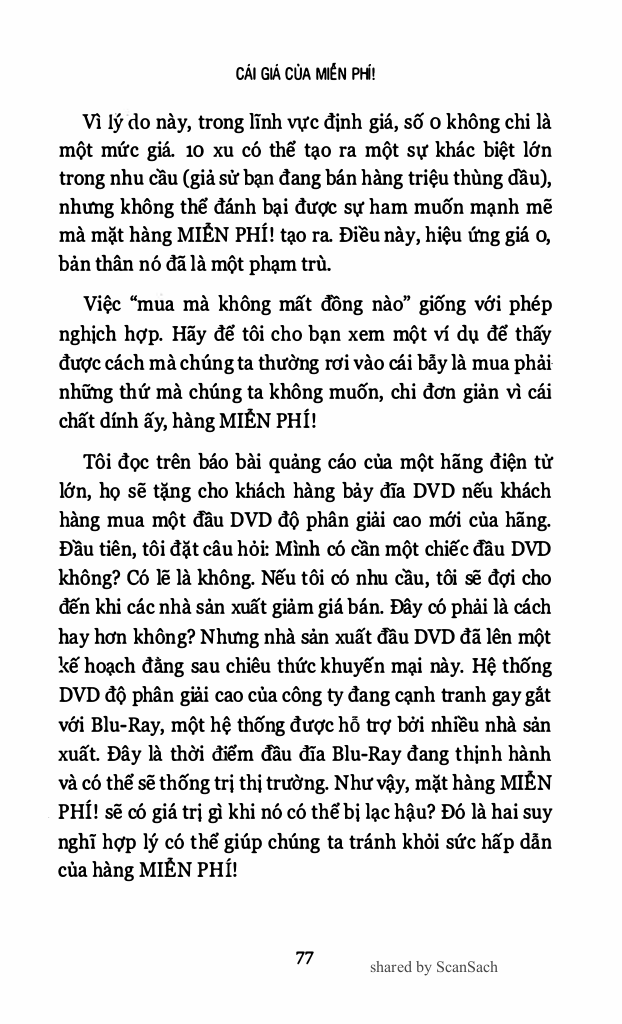 CÁI GIÁ CỦA MIỄN PHÍ!
Vì lý do này, trong lĩnh vực định giá, số 0 không chi là
một mức giá. 10 xu có thể tạo ra một sự khác biệt lớn
trong nhu cầu (giả sử bạn đang bán hàng triệu thùng dầu),
nhưng không thể đánh bại được sự ham muốn mạnh mẽ
mà mặt hàng MIỄN PHÍ! tạo ra. Điều này, hiệu ứng giá 0,
bản thân nó đã là một phạm trù.
Việc “mua mà không mất đồng nào” giống với phép
nghịch hợp. Hãy để tôi cho bạn xem một ví dụ để thấy
được cách mà chúng ta thường rơi vào cái bẫy là mua phải
những thứ mà chúng ta không muốn, chi đơn giản vì cái
chất dính ấy, hàng MIỄN PHÍ!
Tôi đọc trên báo bài quảng cáo của một hãng điện tử
lớn, họ sẽ tặng cho khách hàng bảy đĩa DVD nếu khách
hàng mua một đầu DVD độ phân giải cao mới của hãng.
Đầu tiên, tôi đặt câu hỏi: Mình có cần một chiếc đầu DVD
không? Có lẽ là không. Nếu tôi có nhu cầu, tôi sẽ đợi cho
đến khi các nhà sản xuất giảm giá bán. Đây có phải là cách
hay hơn không? Nhưng nhà sản xuất đầu DVD đã lên một
kế hoạch đằng sau chiêu thức khuyến mại này. Hệ thống
DVD độ phân giải cao của công ty đang cạnh tranh gay gắt
với Blu-Ray, một hệ thống được hỗ trợ bởi nhiều nhà sản
xuất. Đây là thời điểm đầu đĩa Blu-Ray đang thịnh hành
và có thể sẽ thống trị thị trường. Như vậy, mặt hàng MIỄN
PHÍ! sẽ có giá trị gì khi nó có thể bị lạc hậu? Đó là hai suy
nghĩ hợp lý có thể giúp chúng ta tránh khỏi sức hấp dẫn
của hàng MIỄN PHÍ!
77
shared by ScanSach